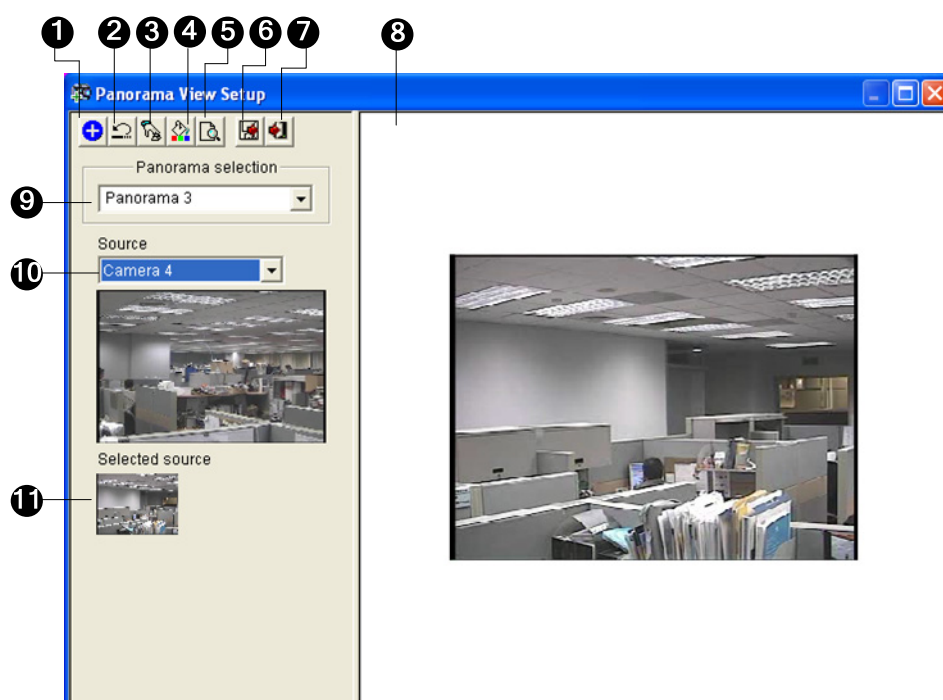 1 2 3 4 5 6 7 8
Panorama View Setup
Panorama selection
9
Panorama 3
Source
10
Camera 4
Selected source
11